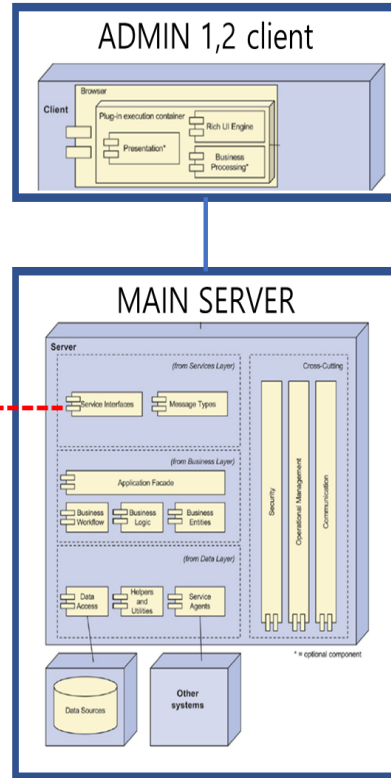 ADMIN 1,2 client
Browser
Client
Plug-in execution container
Rich UI Engine
Presentation*
Business
Processing*
MAIN SERVER
Server
(from Services Layer)
Cross-Cutting
Service Interfaces
Message Types
(from Business Layer)
Application Facade
Business
Workflow
Business
Logic
Business
Entities
Security
Operational Management
Communication
(from Data Layer)
Data
Access
Helpers
and
Utilities
Service
Agents
* = optional component
Data Sources
Other
systems